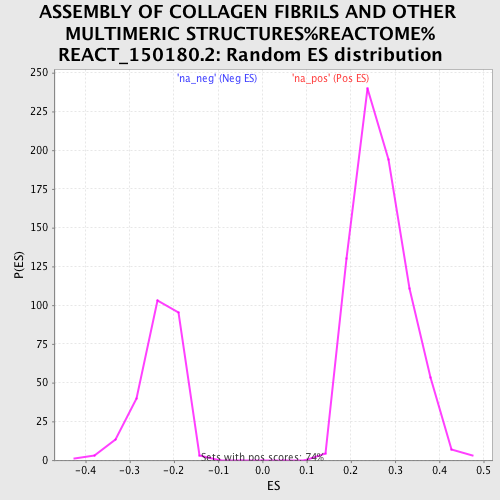 ASSEMBLY OF COLLAGEN FIBRILS AND OTHER
MULTIMERIC STRUCTURES%REACTOME%
REACT_150180.2: Random ES distribution
'na_neg' (Neg ES) 'na_pos' (Pos ES)
250
225
200
175
150
125
100
75
50
25
0
P(ES)
Sets with pos scores: 74%
-0.4 -0.3 -0.2 -0.1 0.0 0.1 0.2 0.3 0.4 0.5
ES